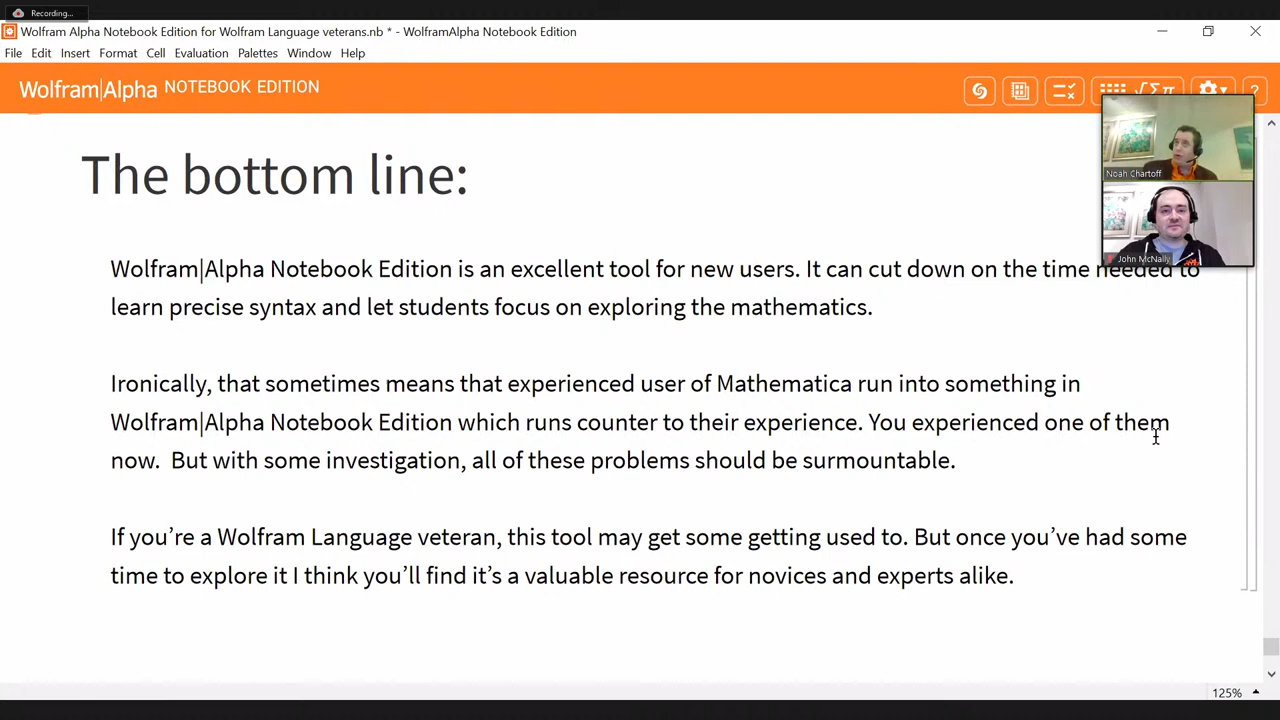 Recording...
Wolfram Alpha Notebook Edition for Wolfram Language veterans.nb * - WolframAlpha Notebook Edition
File Edit Insert Format Cell Evaluation Palettes Window Help
Wolfram|Alpha NOTEBOOK EDITION
√Σπ
?
The bottom line:
Noah Chartoff
John McNally
Wolfram|Alpha Notebook Edition is an excellent tool for new users. It can cut down on the time needed to
learn precise syntax and let students focus on exploring the mathematics.
Ironically, that sometimes means that experienced user of Mathematica run into something in
Wolfram|Alpha Notebook Edition which runs counter to their experience. You experienced one of them
now. But with some investigation, all of these problems should be surmountable.
If you’re a Wolfram Language veteran, this tool may get some getting used to. But once you’ve had some
time to explore it I think you’ll find it’s a valuable resource for novices and experts alike.
125%